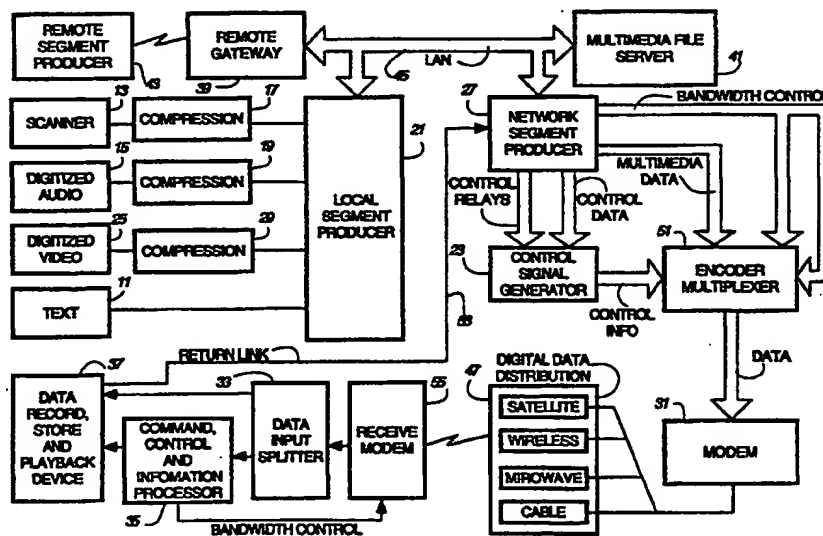 REMOTE
SEGMENT
PRODUCER
43
REMOTE
GATEWAY
39
LAN
45
MULTIMEDIA FILE
SERVER
41
13
SCANNER
17
COMPRESSION
15
DIGITIZED
AUDIO
19
COMPRESSION
25
DIGITIZED
VIDEO
29
COMPRESSION
11
TEXT
21
LOCAL
SEGMENT
PRODUCER
27
NETWORK
SEGMENT
PRODUCER
BANDWIDTH CONTROL
MULTIMEDIA
DATA
CONTROL
RELAYS
CONTROL
DATA
23
CONTROL
SIGNAL
GENERATOR
CONTROL
INFO
51
ENCODER
MULTIPLEXER
53
RETURN LINK
37
DATA
RECORD,
STORE
AND
PLAYBACK
DEVICE
COMMAND,
CONTROL
AND
INFOMATION
PROCESSOR
35
33
DATA
INPUT
SPLITTER
55
RECEIVE
MODEM
BANDWIDTH CONTROL
DIGITAL DATA
DISTRIBUTION
47
SATELLITE
WIRELESS
MIROWAVE
CABLE
DATA
31
MODEM